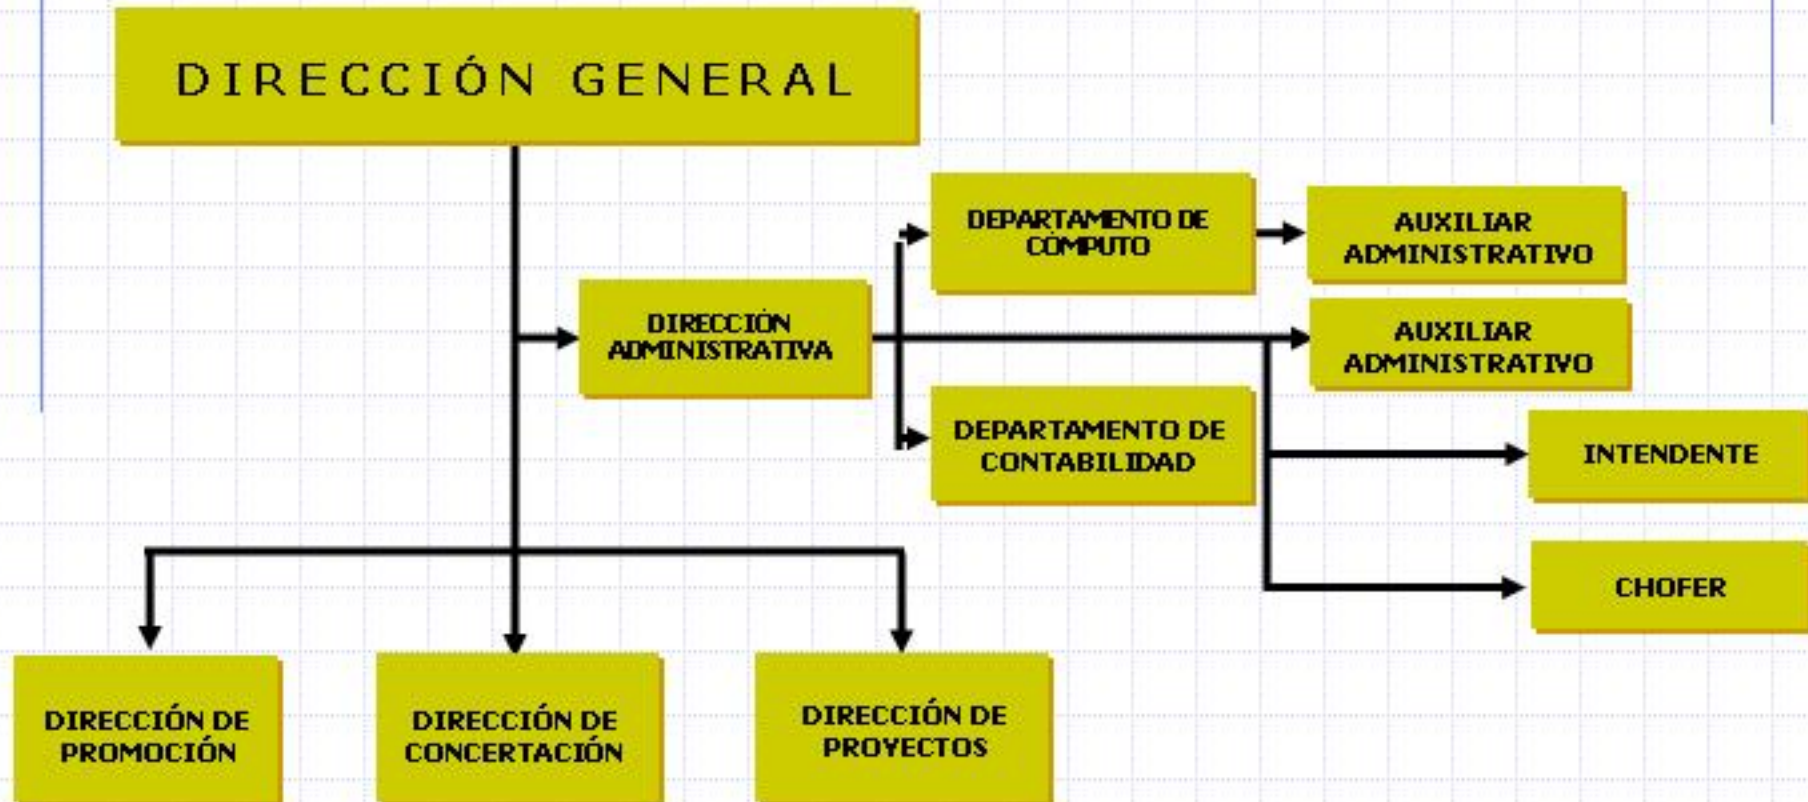 DIRECCIÓN GENERAL
DEPARTAMENTO DE
CÓMPUTO
AUXILIAR
ADMINISTRATIVO
DIRECCIÓN
ADMINISTRATIVA
AUXILIAR
ADMINISTRATIVO
DEPARTAMENTO DE
CONTABILIDAD
INTENDENTE
CHOFER
DIRECCIÓN DE
PROMOCIÓN
DIRECCIÓN DE
CONCERTACIÓN
DIRECCIÓN DE
PROYECTOS